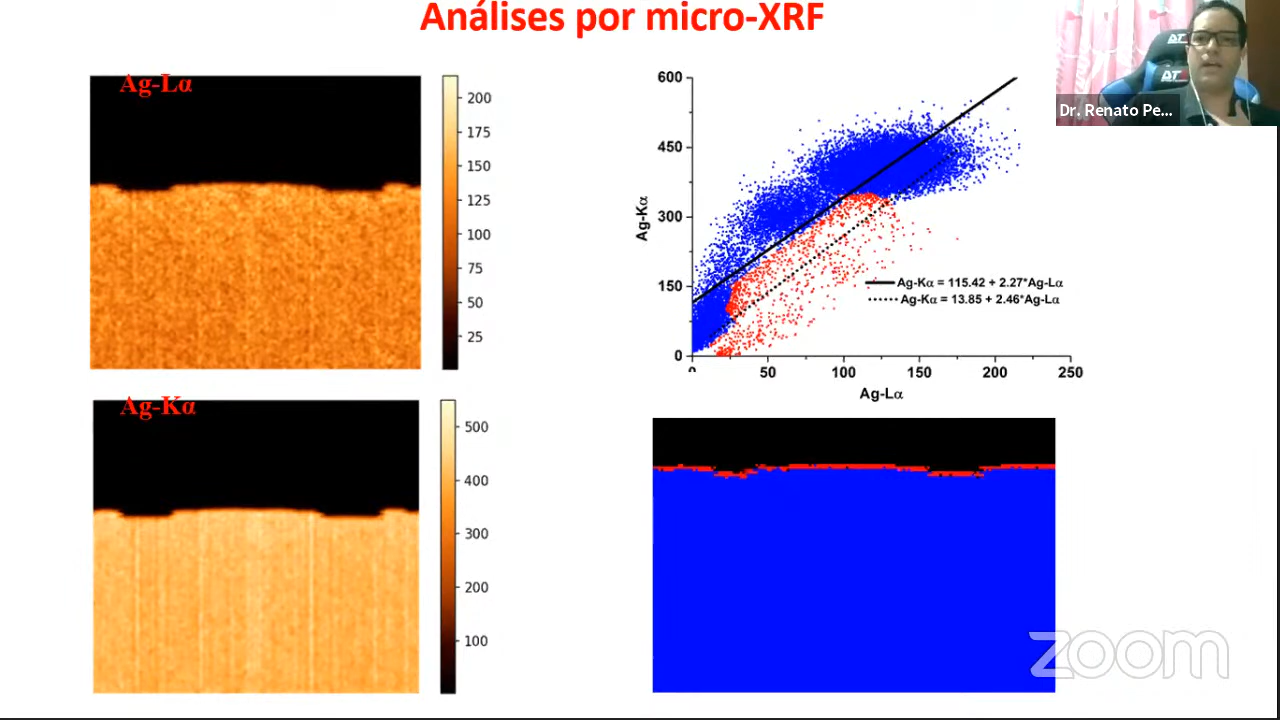 Análises por micro-XRF
Ag-Lα
200
175
150
125
100
75
50
25
Ag-Kα
500
400
300
200
100
600
450
300
150
0
Ag-Kα
Ag-Kα = 115.42 + 2.27*Ag-Lα
Ag-Kα = 13.85 + 2.46*Ag-Lα
0
50
100
150
200
250
Ag-Lα
Dr. Renato Pe...
zoom